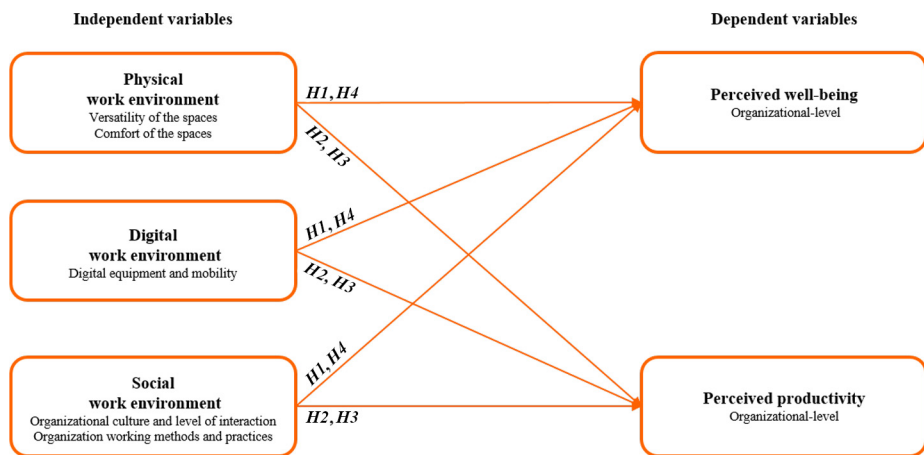 Independent variables
Dependent variables
Physical
work environment
Versatility of the spaces
Comfort of the spaces
H1, H4
H2, H3
Perceived well-being
Organizational-level
Digital
work environment
Digital equipment and mobility
H1, H4
H2, H3
Social
work environment
Organizational culture and level of interaction
Organization working methods and practices
H1, H4
H2, H3
Perceived productivity
Organizational-level